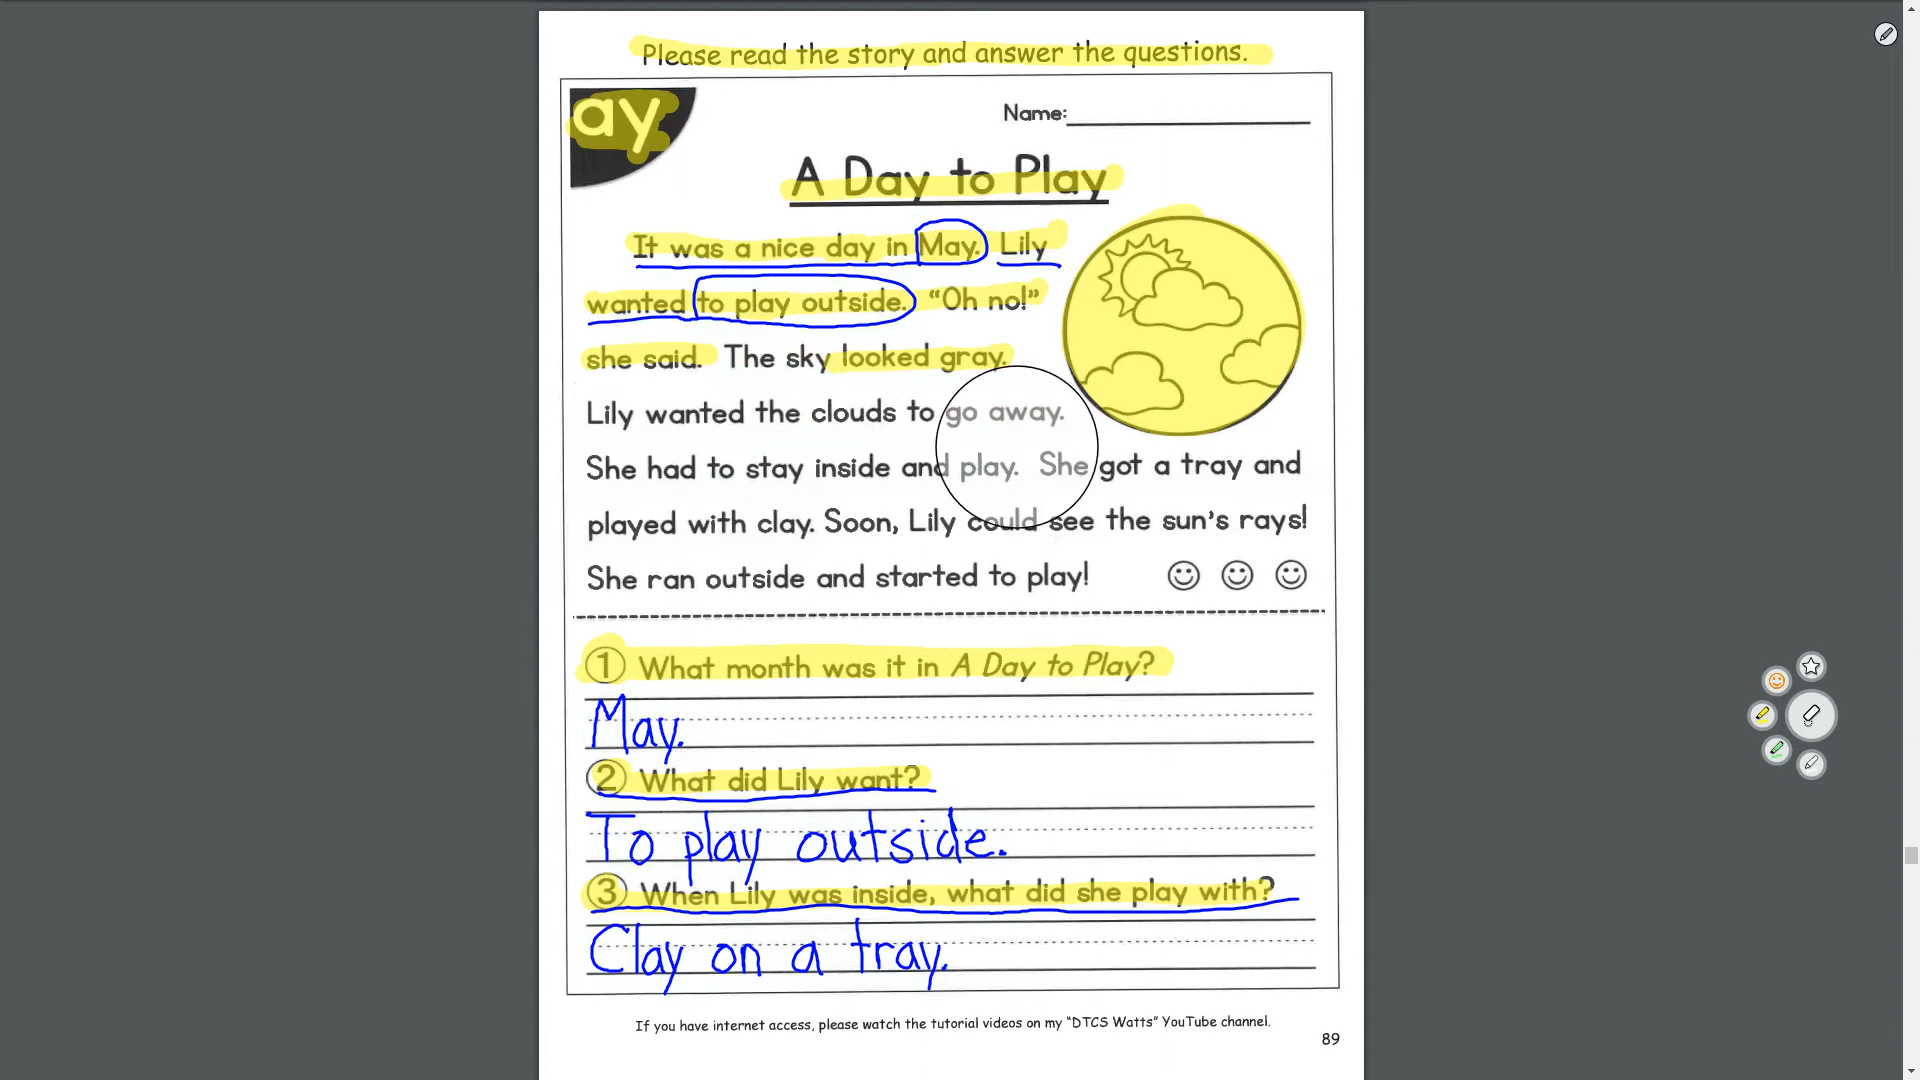 Please read the story and answer the questions.
ay
Name:
A Day to Play
It was a nice day in May. Lily
wanted to play outside. “Oh no!”
she said. The sky looked gray.
Lily wanted the clouds to go away.
She had to stay inside and play. She got a tray and
played with clay. Soon, Lily could see the sun’s rays!
She ran outside and started to play!
1 What month was it in A Day to Play?
May.
2 What did Lily want?
To play outside.
3 When Lily was inside, what did she play with?
Clay on a tray.
If you have internet access, please watch the tutorial videos on my “DTCS Watts” YouTube channel.
89